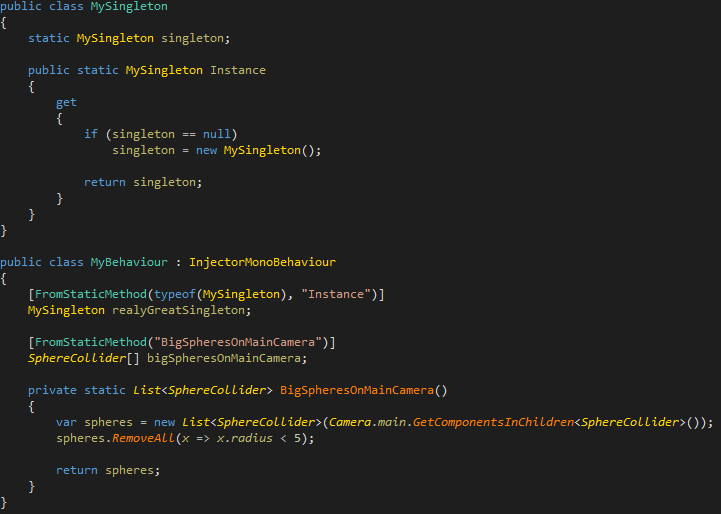 public class MySingleton
{
    static MySingleton singleton;

    public static MySingleton Instance
    {
        get
        {
            if (singleton == null)
                singleton = new MySingleton();

            return singleton;
        }
    }
}

public class MyBehaviour : InjectorMonoBehaviour
{
    [FromStaticMethod(typeof(MySingleton), "Instance")]
    MySingleton realyGreatSingleton;

    [FromStaticMethod("BigSpheresOnMainCamera")]
    SphereCollider[] bigSpheresOnMainCamera;

    private static List<SphereCollider> BigSpheresOnMainCamera()
    {
        var spheres = new List<SphereCollider>(Camera.main.GetComponentsInChildren<SphereCollider>());
        spheres.RemoveAll(x => x.radius < 5);

        return spheres;
    }
}